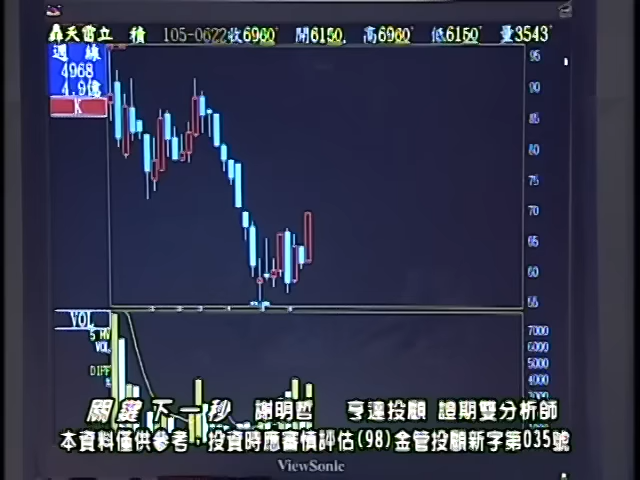 轟天雷立 積 105-0622收6960 開6150 高6960 低6150 量3543
週 線
4968
4.9億
K
95
90
85
80
75
70
65
60
55
VOL
5 MV
VOL
DIFF
7000
6000
5000
4000
3000
2000
1000
關鍵下一秒 謝明哲 亨達投顧 證期雙分析師
本資料僅供參考，投資時應審慎評估(98)金管投顧新字第035號
ViewSonic